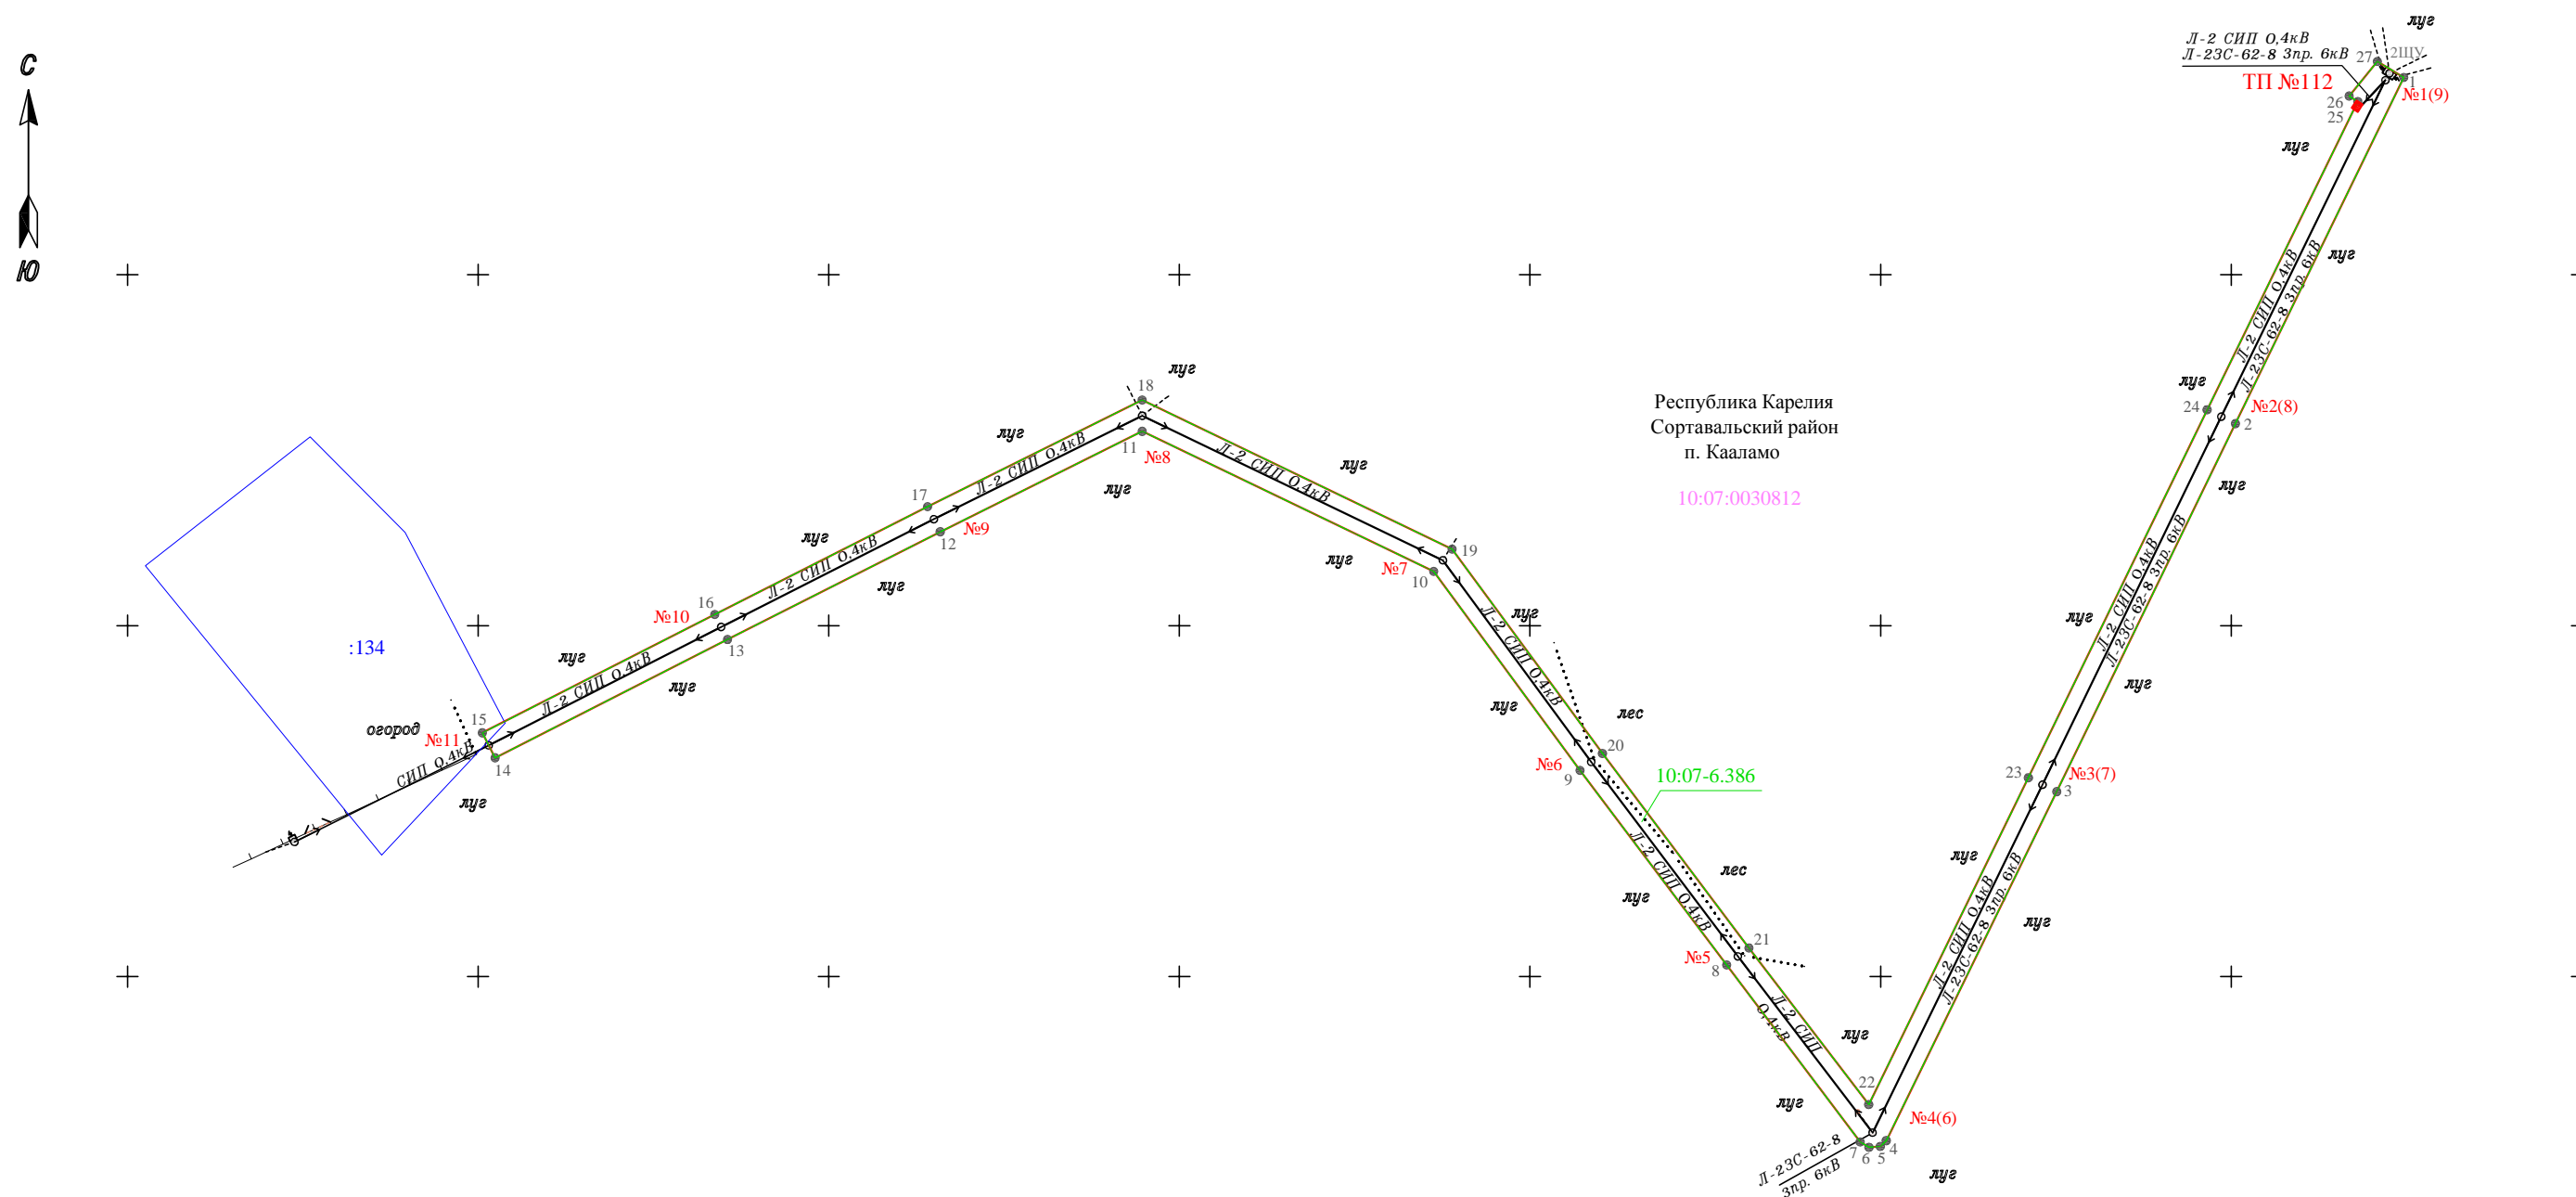 луг
Л-2 СИП 0,4кВ
Л-23С-62-8 3пр. 6кВ
27
2ЩУ
С
ТП №112
1
№1(9)
26
25
луг
луг
Ю
Л-2 СИП 0,4кВ
Л-23С-62-8 3пр. 6кВ
18
луг
луг
24
№2(8)
2
Республика Карелия
Сортавальский район
п. Кааламо
10:07:0030812
луг
Л-2 СИП 0,4кВ
11
№8
Л-2 СИП 0,4кВ
луг
луг
луг
17
№9
12
луг
Л-2 СИП 0,4кВ
19
луг
№7
10
луг
16
№10
13
луг
Л-2 СИП 0,4кВ
Л-23С-62-8 3пр. 6кВ
луг
Л-2 СИП 0,4кВ
:134
луг
Л-2 СИП 0,4кВ
луг
луг
луг
лес
15
огород
№11
СИП 0,4кВ
14
луг
20
№6
9
10:07-6.386
23
№3(7)
3
Л-2 СИП 0,4кВ
луг
лес
луг
Л-2 СИП 0,4кВ
Л-23С-62-8 3пр. 6кВ
луг
21
№5
8
Л-2 СИП
0,4кВ
луг
22
луг
№4(6)
Л-23С-62-8
3пр. 6кВ
7
6
5
4
луг